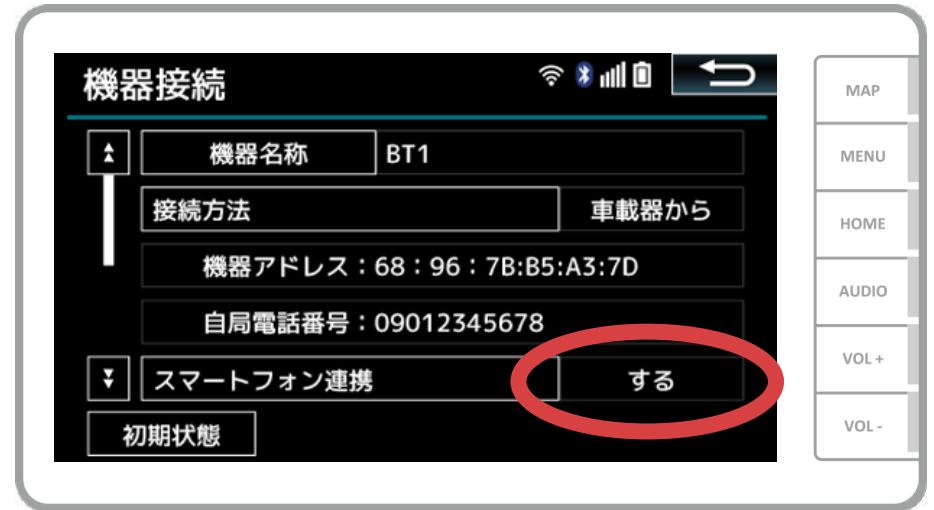 機器接続
機器名称 BT1
接続方法 車載器から
機器アドレス：68：96：7B:B5:A3:7D
自局電話番号：09012345678
スマートフォン連携 する
初期状態
MAP
MENU
HOME
AUDIO
VOL +
VOL -